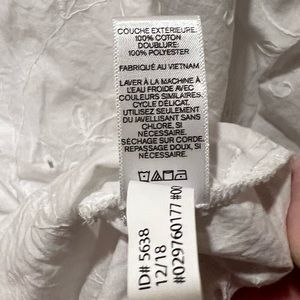 COUCHE EXTÉRIEURE:
100% COTON
DOUBLURE:
100% POLYESTER
FABRIQUÉ AU VIETNAM
LAVER À LA MACHINE À
L'EAU FROIDE AVEC
COULEURS SIMILAIRES,
CYCLE DÉLICAT.
UTILISEZ SEULEMENT
DU JAVELLISANT SANS
CHLORE, SI
NÉCESSAIRE.
SÉCHAGE SUR CORDE.
REPASSAGE DOUX, SI
NÉCESSAIRE.
ID# 5638
12/18
#029760177 #00